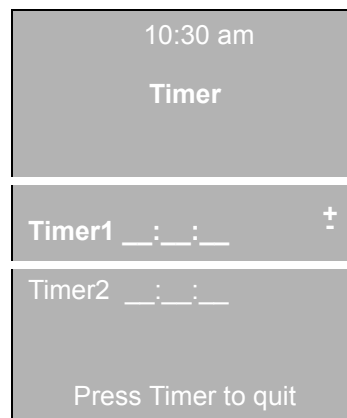 10:30 am
Timer
Timer1 __:__:__ +
-
Timer2 __:__:__
Press Timer to quit